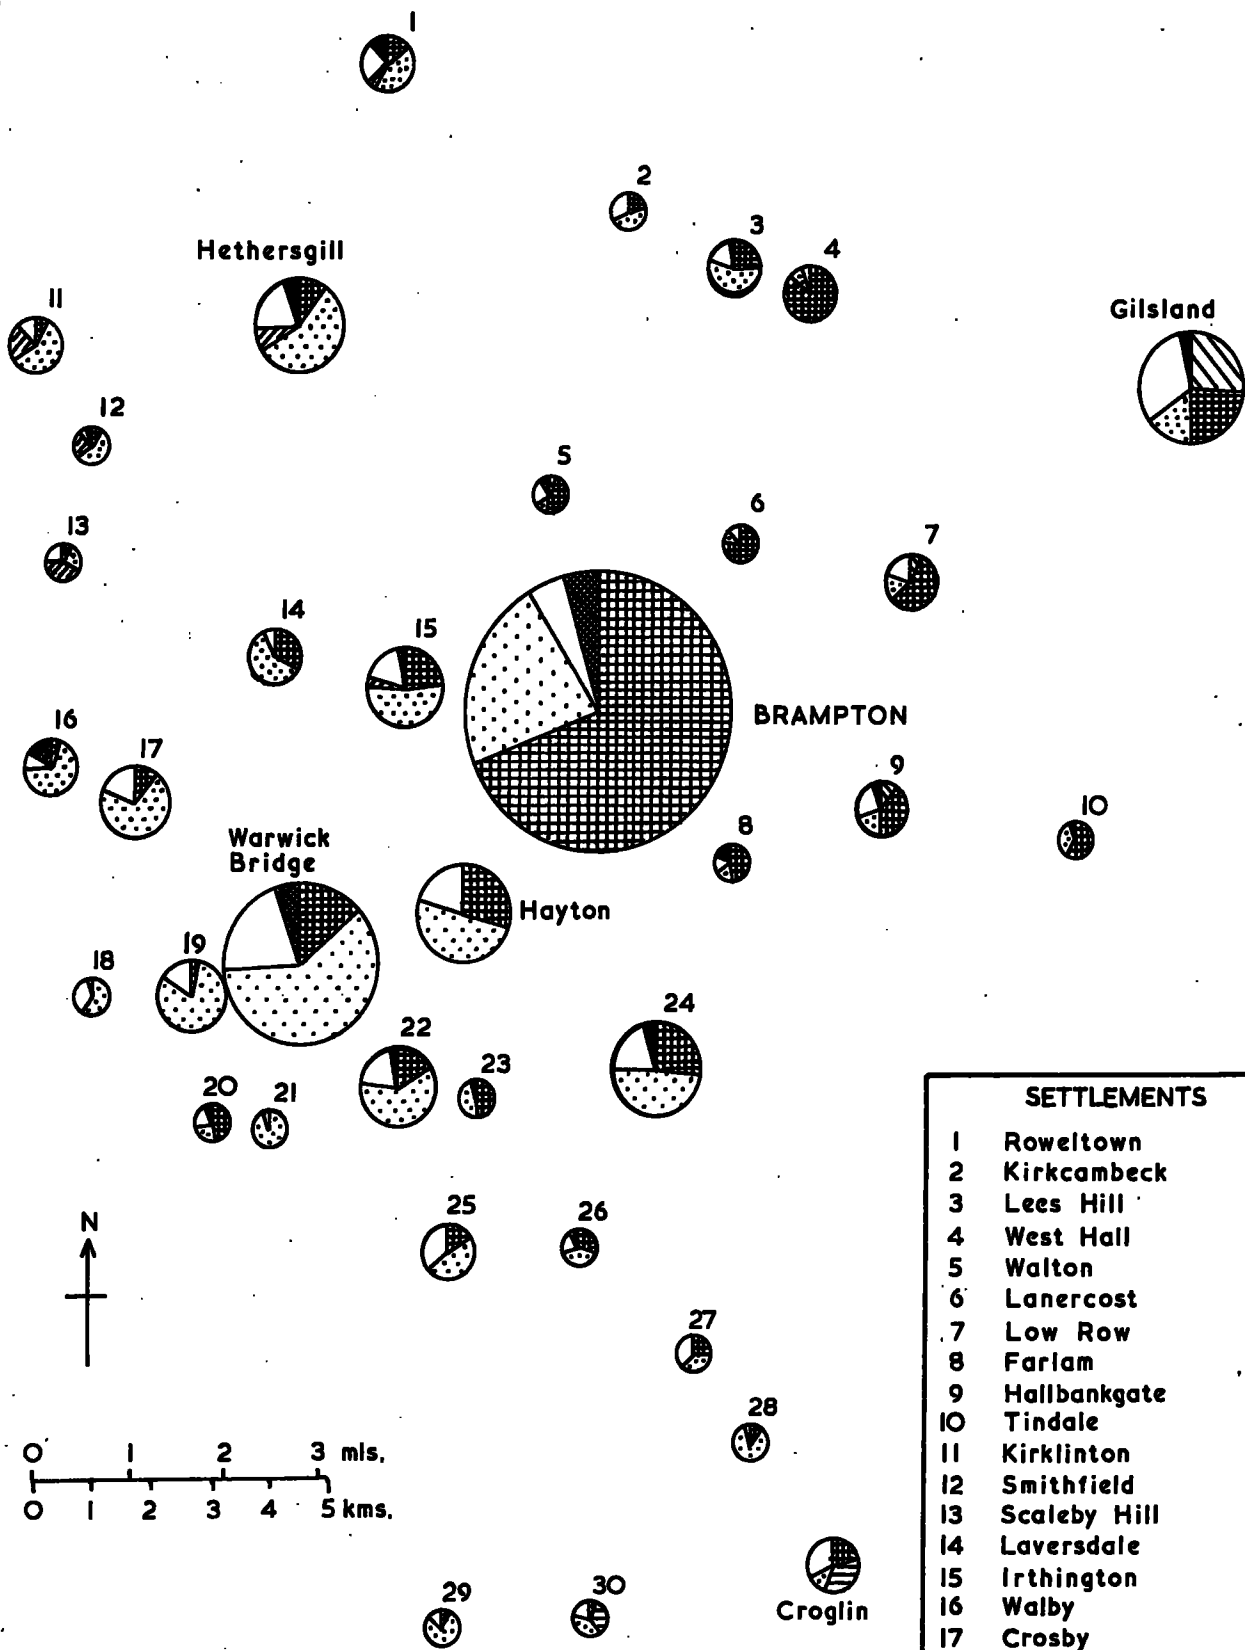 1
2
3
Hethersgill
4
11
Gilsland
12
5
6
13
7
14
15
16
BRAMPTON
17
9
10
8
Warwick
Bridge
Hayton
19
18
24
22
23
20
21
25
26
N
27
28
0 1 2 3 mls.
0 1 2 3 4 5 kms.
29
30
Croglin
SETTLEMENTS
1 Roweltown
2 Kirkcambeck
3 Lees Hill
4 West Hall
5 Walton
6 Lanercost
7 Low Row
8 Farlam
9 Hallbankgate
10 Tindale
11 Kirklinton
12 Smithfield
13 Scaleby Hill
14 Laversdale
15 Irthington
16 Walby
17 Crosby